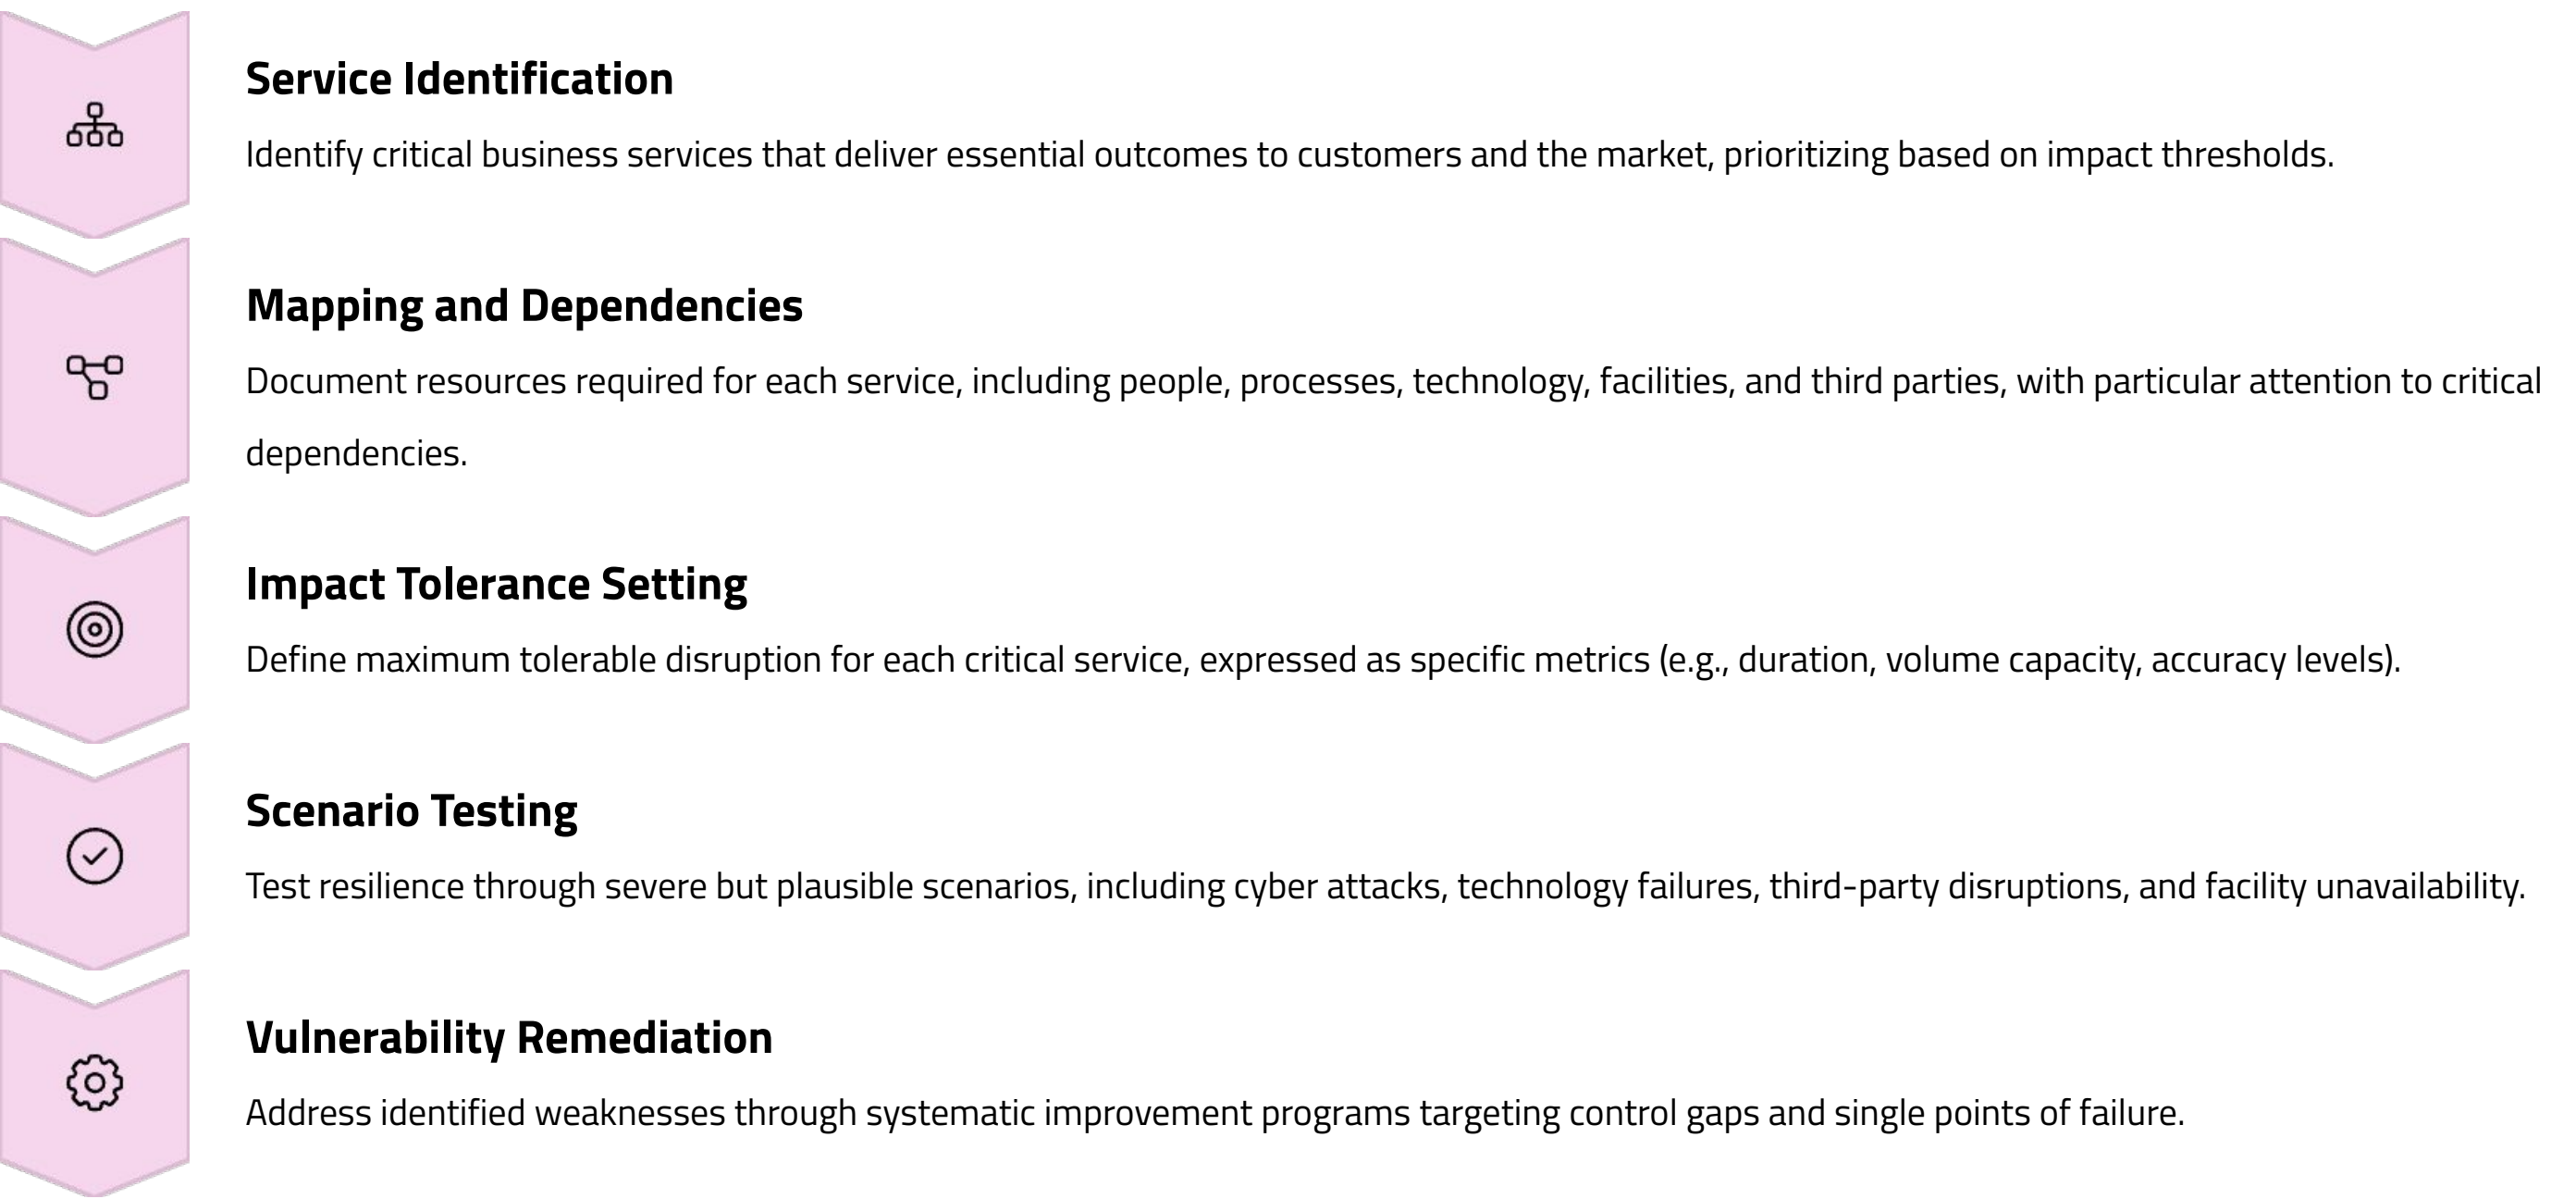 Service Identification
Identify critical business services that deliver essential outcomes to customers and the market, prioritizing based on impact thresholds.
Mapping and Dependencies
Document resources required for each service, including people, processes, technology, facilities, and third parties, with particular attention to critical
dependencies.
Impact Tolerance Setting
Define maximum tolerable disruption for each critical service, expressed as specific metrics (e.g., duration, volume capacity, accuracy levels).
Scenario Testing
Test resilience through severe but plausible scenarios, including cyber attacks, technology failures, third-party disruptions, and facility unavailability.
Vulnerability Remediation
Address identified weaknesses through systematic improvement programs targeting control gaps and single points of failure.